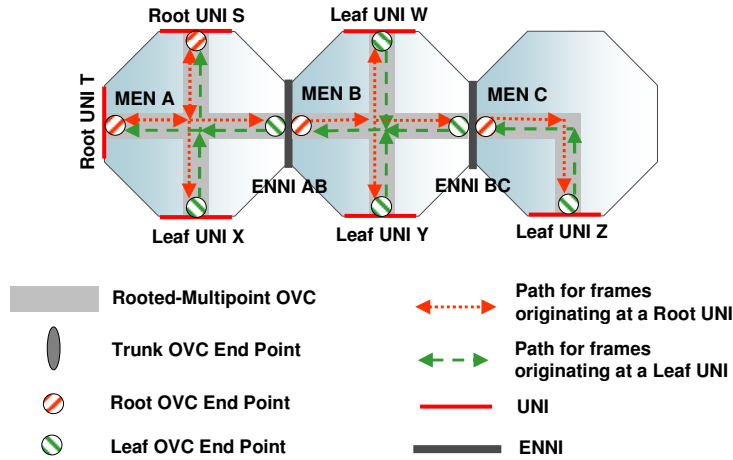 Root UNI S
Leaf UNI W
Root UNI T
MEN A
MEN B
MEN C
ENNI AB
ENNI BC
Leaf UNI X
Leaf UNI Y
Leaf UNI Z
Rooted-Multipoint OVC
Path for frames
originating at a Root UNI
Trunk OVC End Point
Path for frames
originating at a Leaf UNI
Root OVC End Point
UNI
Leaf OVC End Point
ENNI